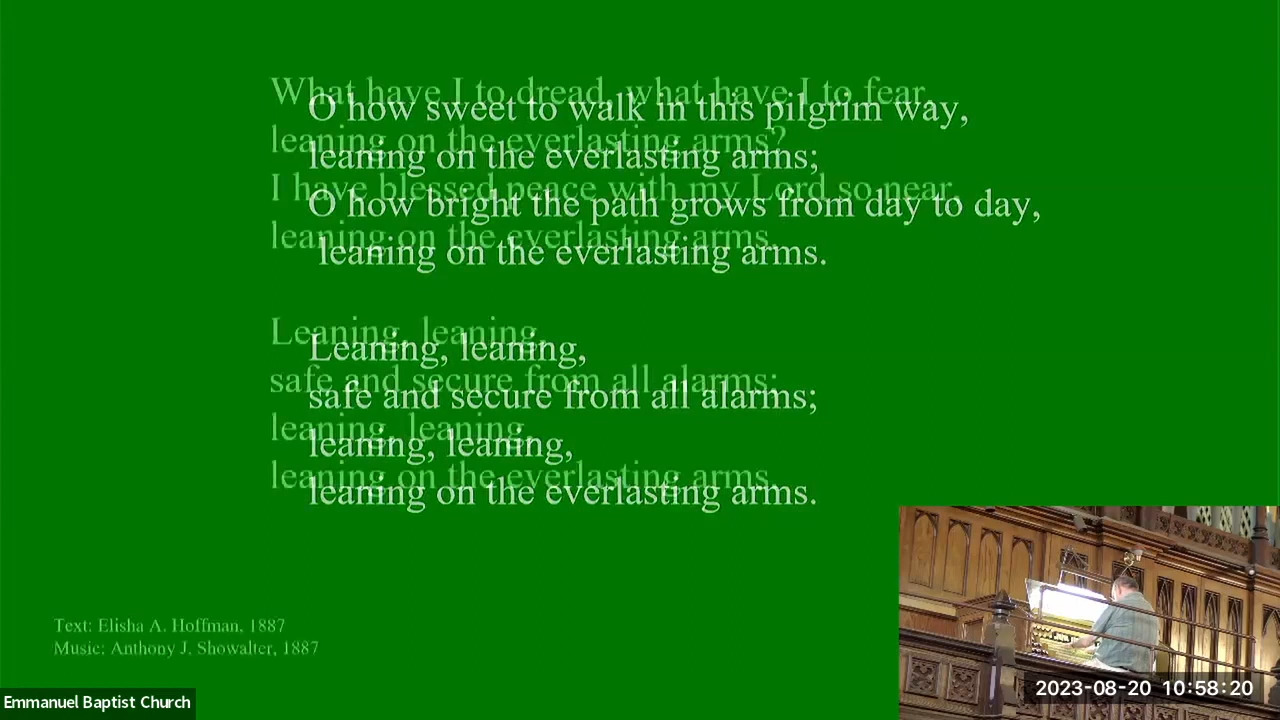 What have I to dread, what have I to fear,
leaning on the everlasting arms?
I have blessed peace with my Lord so near,
leaning on the everlasting arms.
Leaning, leaning,
safe and secure from all alarms;
leaning, leaning,
leaning on the everlasting arms.
O how sweet to walk in this pilgrim way,
leaning on the everlasting arms;
O how bright the path grows from day to day,
leaning on the everlasting arms.
Leaning, leaning,
safe and secure from all alarms;
leaning, leaning,
leaning on the everlasting arms.
Text: Elisha A. Hoffman, 1887
Music: Anthony J. Showalter, 1887
Emmanuel Baptist Church
2023-08-20 10:58:20